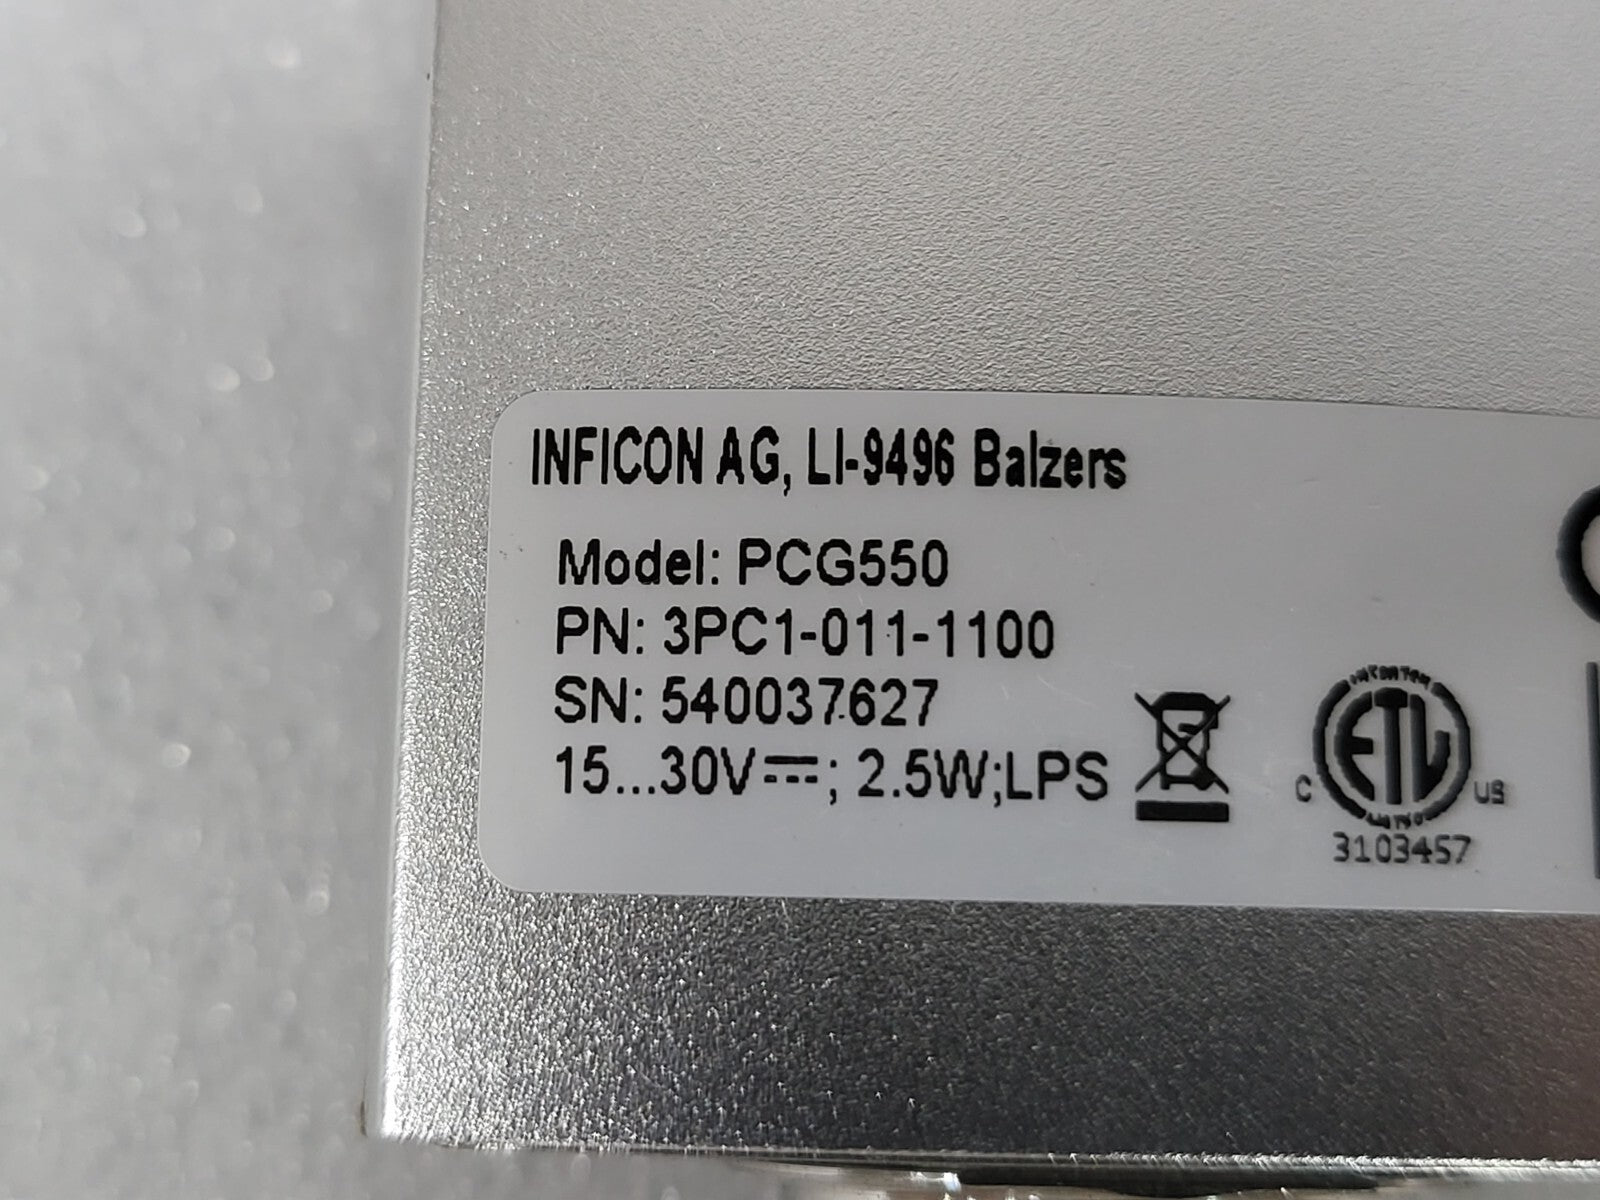 INFICON AG, LI-9496 Balzers
Model: PCG550
PN: 3PC1-011-1100
SN: 540037627
15...30V⎓; 2.5W;LPS
C ETL US
3103457